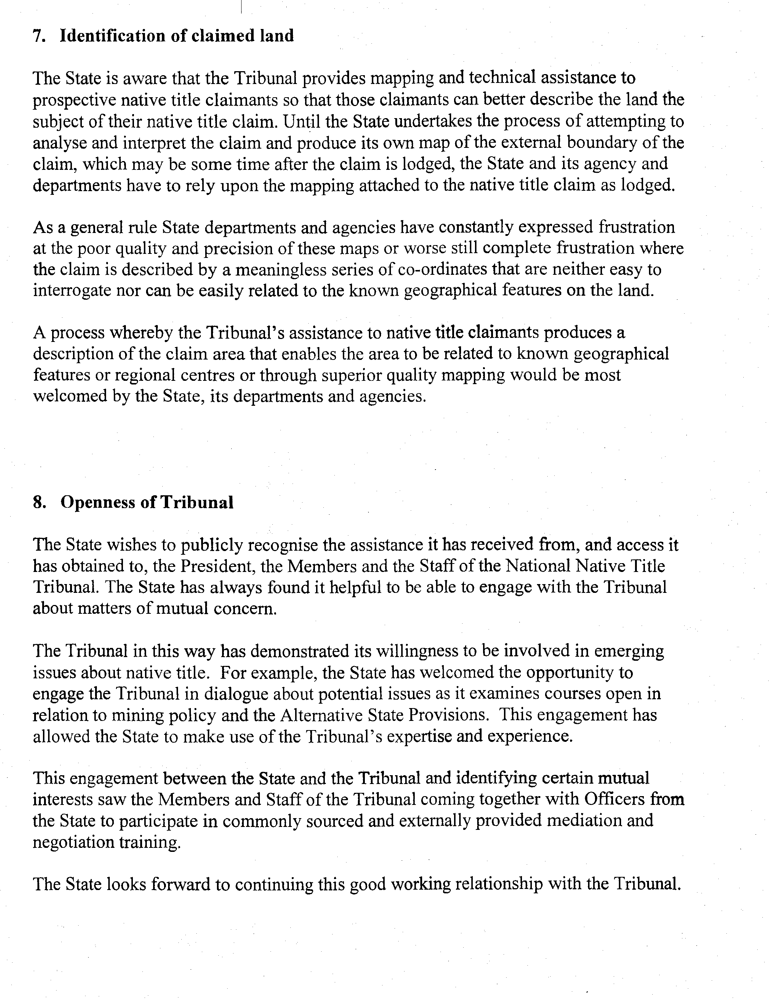 7. Identification of claimed land
The State is aware that the Tribunal provides mapping and technical assistance to
prospective native title claimants so that those claimants can better describe the land the
subject of their native title claim. Until the State undertakes the process of attempting to
analyse and interpret the claim and produce its own map of the external boundary of the
claim, which may be some time after the claim is lodged, the State and its agency and
departments have to rely upon the mapping attached to the native title claim as lodged.
As a general rule State departments and agencies have constantly expressed frustration
at the poor quality and precision of these maps or worse still complete frustration where
the claim is described by a meaningless series of co-ordinates that are neither easy to
interrogate nor can be easily related to the known geographical features on the land.
A process whereby the Tribunal's assistance to native title claimants produces a
description of the claim area that enables the area to be related to known geographical
features or regional centres or through superior quality mapping would be most
welcomed by the State, its departments and agencies.
8. Openness of Tribunal
The State wishes to publicly recognise the assistance it has received from, and access it
has obtained to, the President, the Members and the Staff of the National Native Title
Tribunal. The State has always found it helpful to be able to engage with the Tribunal
about matters of mutual concern.
The Tribunal in this way has demonstrated its willingness to be involved in emerging
issues about native title. For example, the State has welcomed the opportunity to
engage the Tribunal in dialogue about potential issues as it examines courses open in
relation to mining policy and the Alternative State Provisions. This engagement has
allowed the State to make use of the Tribunal's expertise and experience.
This engagement between the State and the Tribunal and identifying certain mutual
interests saw the Members and Staff of the Tribunal coming together with Officers from
the State to participate in commonly sourced and externally provided mediation and
negotiation training.
The State looks forward to continuing this good working relationship with the Tribunal.